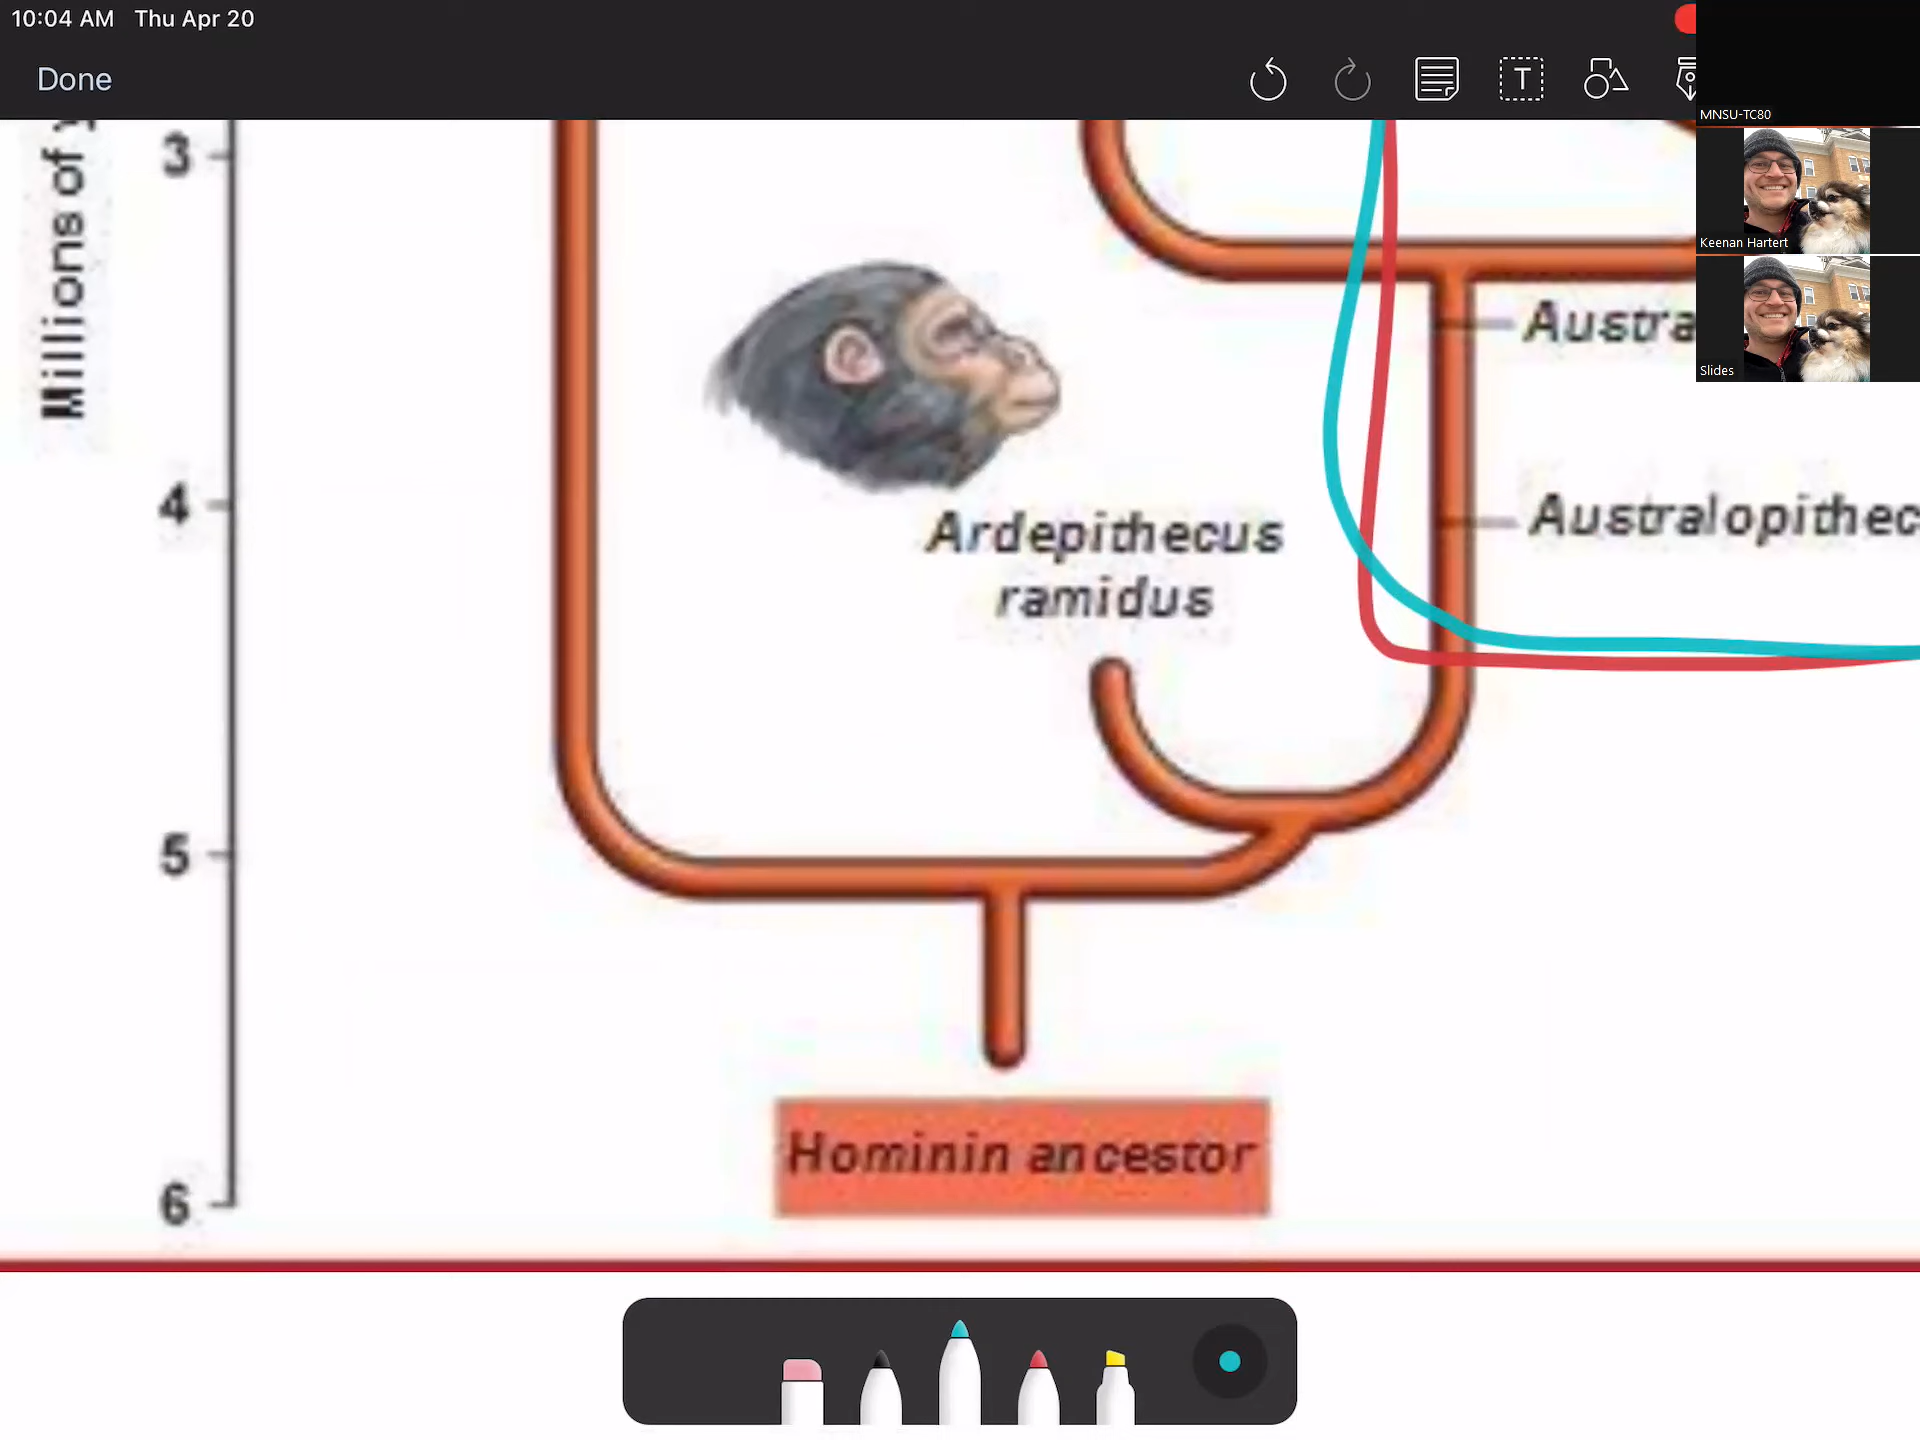 10:04 AM Thu Apr 20
Done
T
MNSU-TC80
Keenan Hartert
Slides
Millions of
3
4
5
6
Austra
Australopithec
Ardepithecus
ramidus
Hominin ancestor